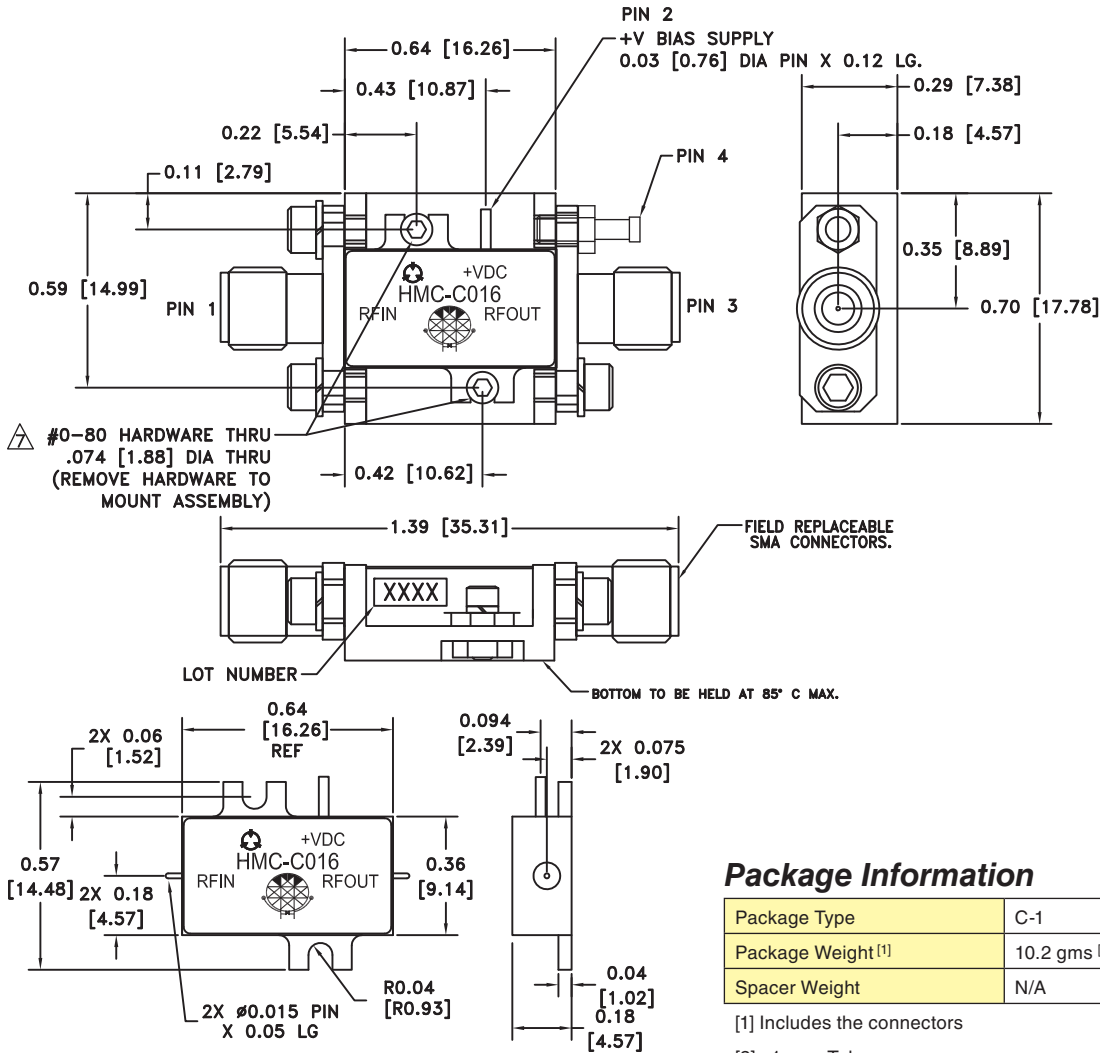 PIN 2
+V BIAS SUPPLY
0.03 [0.76] DIA PIN X 0.12 LG.
0.64 [16.26]
0.43 [10.87]
0.22 [5.54]
0.11 [2.79]
0.29 [7.38]
0.18 [4.57]
PIN 4
0.59 [14.99]
0.35 [8.89]
0.70 [17.78]
+VDC
HMC-C016
RFIN
RFOUT
PIN 1
PIN 3
7
#0-80 HARDWARE THRU
.074 [1.88] DIA THRU
(REMOVE HARDWARE TO
MOUNT ASSEMBLY)
0.42 [10.62]
1.39 [35.31]
FIELD REPLACEABLE
SMA CONNECTORS.
XXXX
LOT NUMBER
BOTTOM TO BE HELD AT 85° C MAX.
0.64
[16.26]
REF
2X 0.06
[1.52]
0.094
[2.39]
2X 0.075
[1.90]
+VDC
HMC-C016
RFIN
RFOUT
0.57
[14.48]
2X 0.18
[4.57]
0.36
[9.14]
R0.04
[R0.93]
2X ø0.015 PIN
X 0.05 LG
0.04
[1.02]
0.18
[4.57]
Package Information
Package Type C-1
Package Weight [1] 10.2 gms
Spacer Weight N/A
[1] Includes the connectors